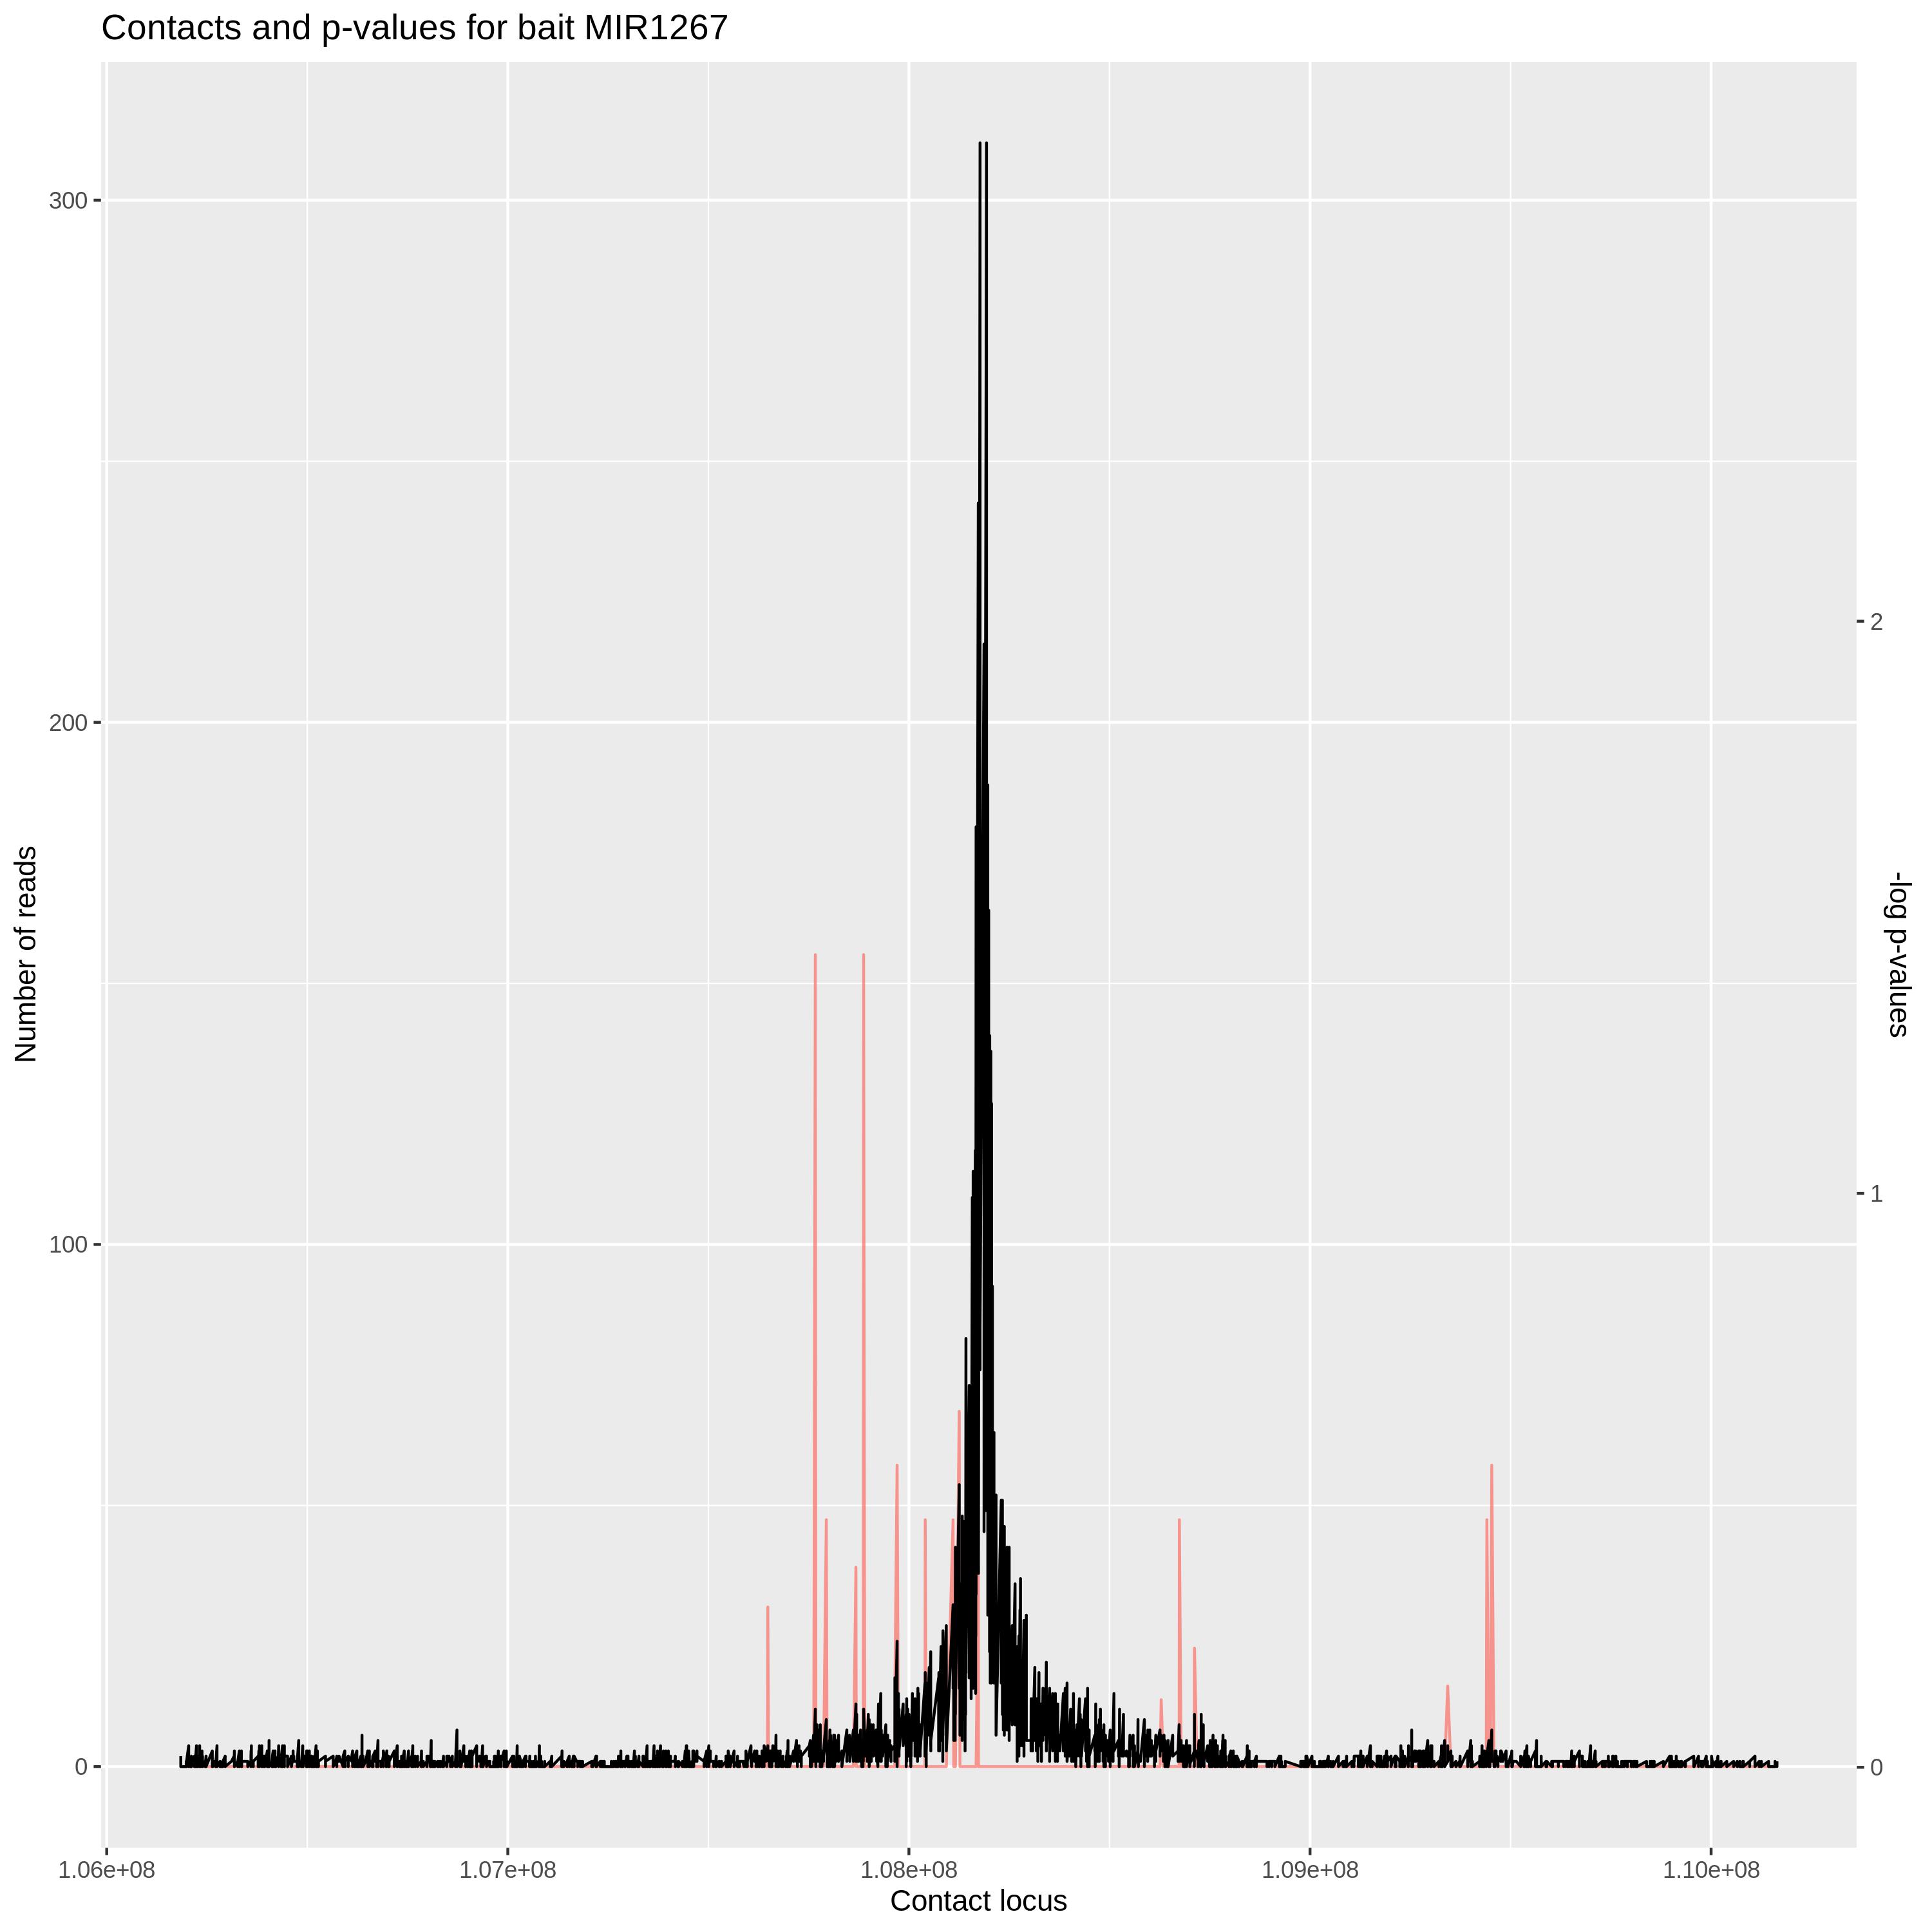 Contacts and p-values for bait MIR1267
300
200
100
0
Number of reads
2
1
0
-log p-values
1.06e+08
1.07e+08
1.08e+08
1.09e+08
1.10e+08
Contact locus